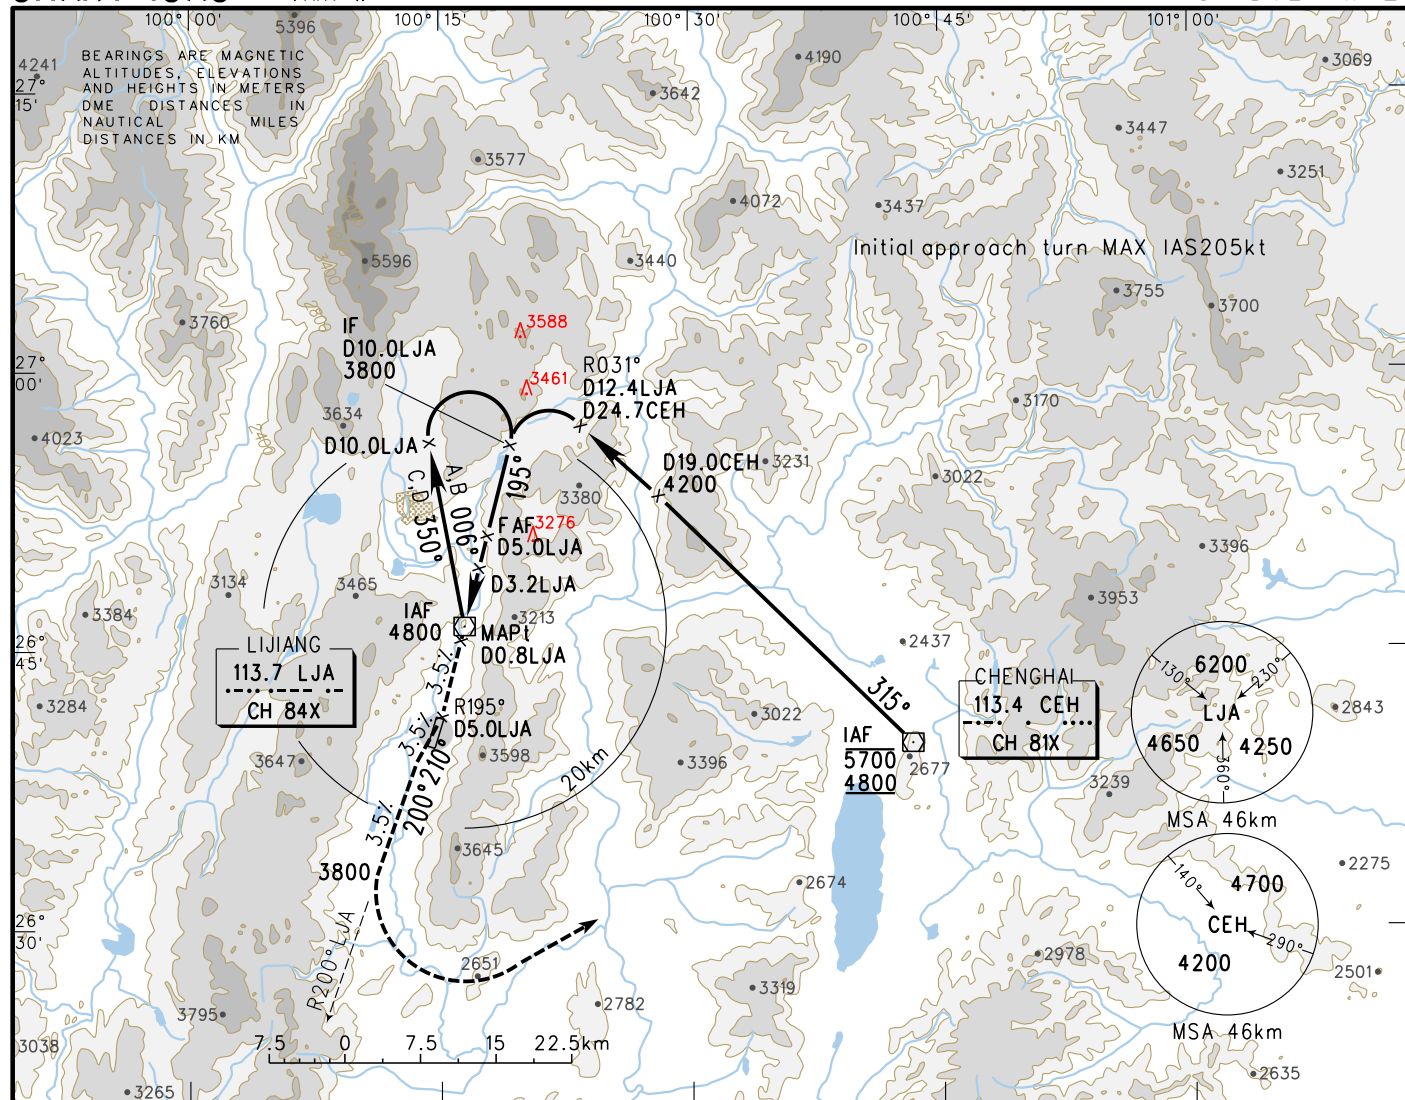 100° 00'
100° 15'
100° 30'
100° 45'
101° 00'
5396
BEARINGS ARE MAGNETIC
ALTITUDES, ELEVATIONS
AND HEIGHTS IN METERS
DME DISTANCES IN
NAUTICAL MILES
DISTANCES IN KM
4241
27°
15'
4190
3069
3642
3447
3577
3251
4072
3437
Initial approach turn MAX IAS205kt
5596
3440
3755
3700
2800
3760
3588
IF
D10.0LJA
3800
27°
00'
3461
R031°
D12.4LJA
D24.7CEH
3170
3634
2400
4023
D10.0LJA
D19.0CEH
4200
3231
3022
195°
A,B 006°
C,D 350°
3380
FAF
D5.0LJA
3276
3396
D3.2LJA
3134
3465
3953
3384
IAF
4800
3213
MAPt
D0.8LJA
26°
45'
2437
LIJIANG
113.7 LJA
CH 84X
3.5%
R195°
D5.0LJA
315°
CHENGHAI
113.4 CEH
CH 81X
130°
6200
230°
LJA
4650
4250
360°
MSA 46km
2843
3284
3022
IAF
5700
4800
2677
3647
3.5%
200°210°
3598
3396
20km
3239
3.5%
3645
3800
2674
2275
140°
4700
CEH
290°
4200
MSA 46km
26°
30'
R200°LJA
2651
2978
2501
3319
2782
3795
3038
7.5 0 7.5 15 22.5km
3265
2635